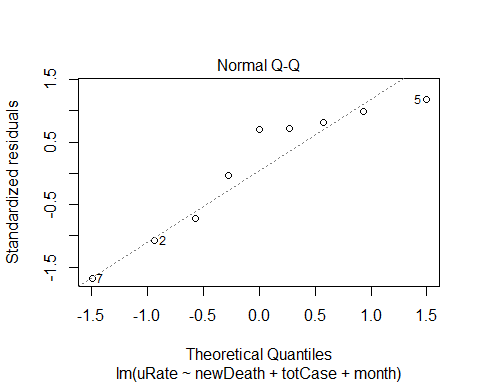 Normal Q-Q
Standardized residuals
1.5
0.5
-0.5
-1.5
5
2
7
-1.5 -1.0 -0.5 0.0 0.5 1.0 1.5
Theoretical Quantiles
lm(uRate ~ newDeath + totCase + month)